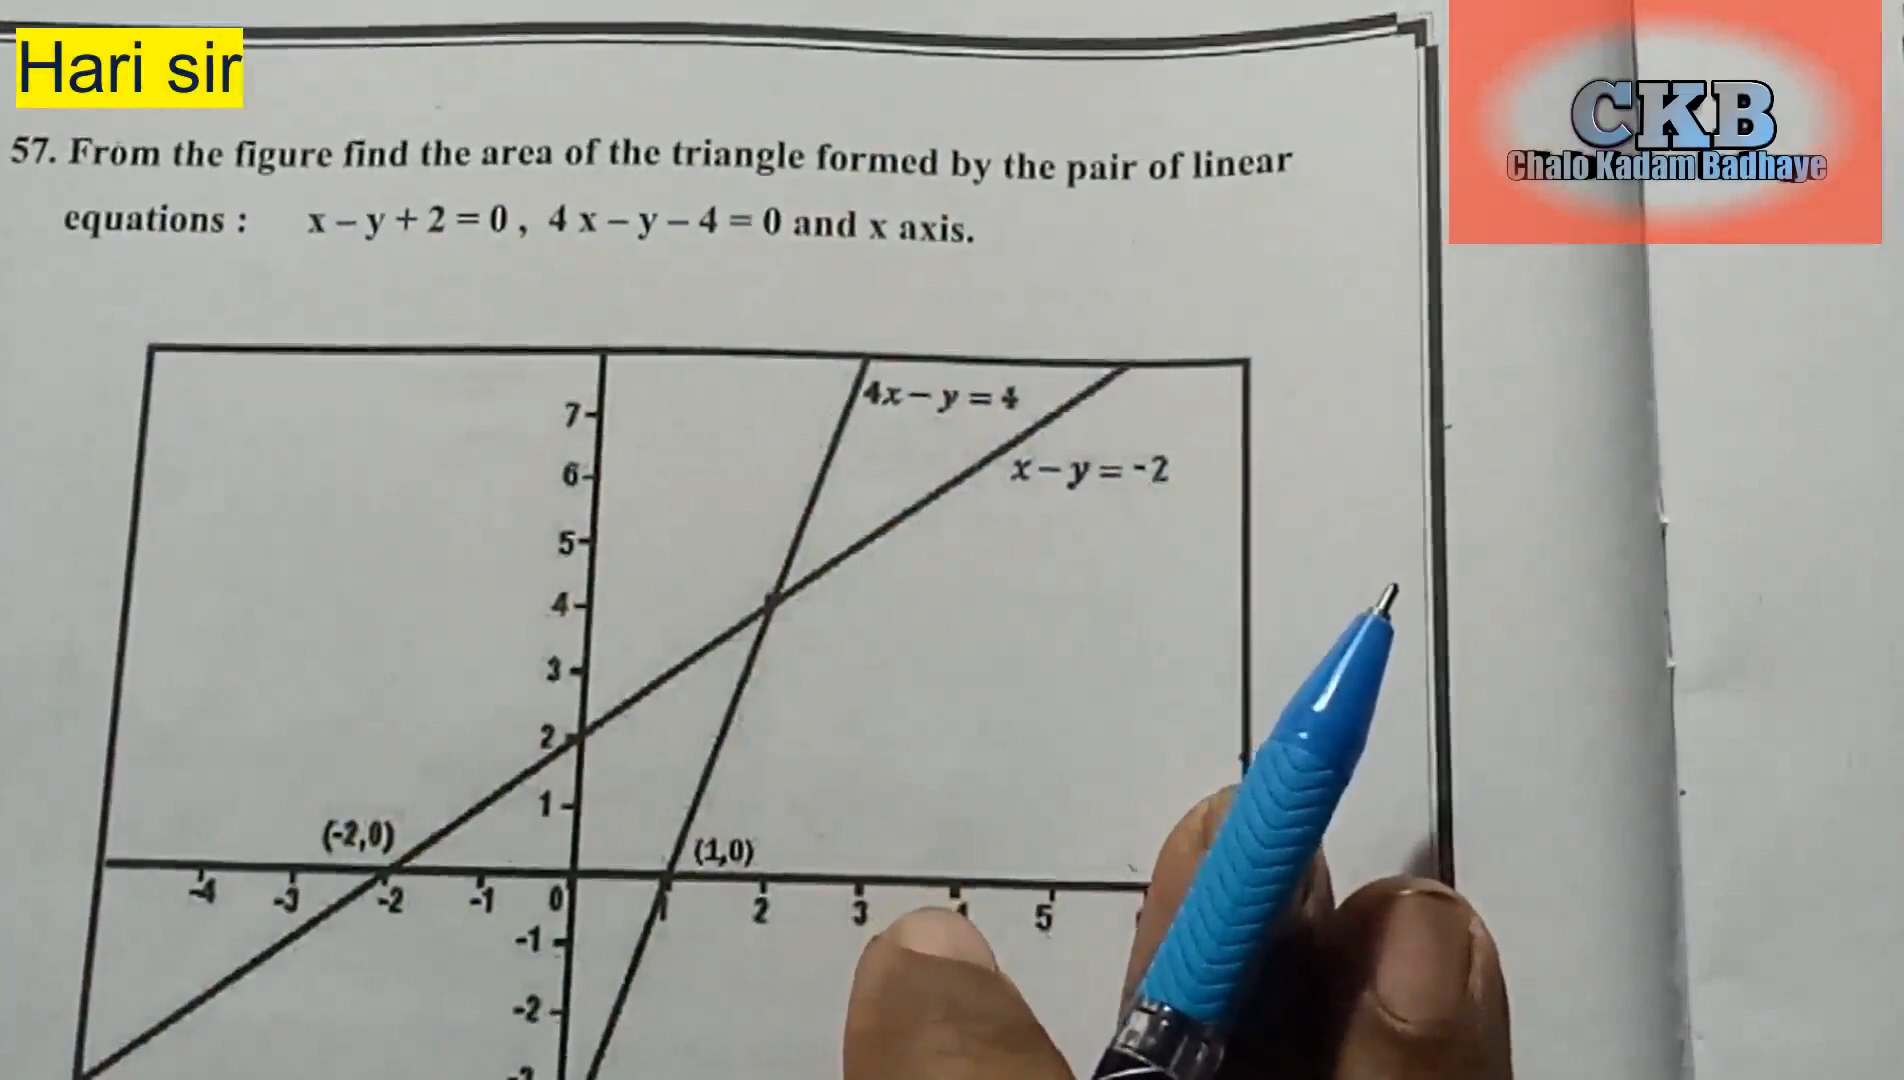 Hari sir
CKB
Chalo Kadam Badhaye
57. From the figure find the area of the triangle formed by the pair of linear
equations : x – y + 2 = 0 , 4 x – y – 4 = 0 and x axis.
4x – y = 4
x – y = -2
7
6
5
4
3
2
1
(-2,0)
(1,0)
-4 -3 -2 -1 0 1 2 3 5
-1
-2